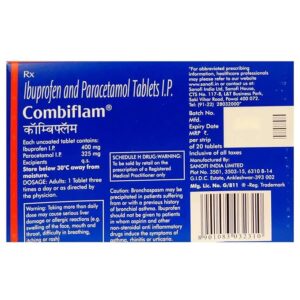 Rx
Ibuprofen and Paracetamol Tablets I.P.
Combiflam®
कॉम्बिफ्लॅम
Each uncoated tablet contains:
Ibuprofen I.P. 400 mg
Paracetamol I.P. 325 mg
Excipients q.s.
Store below 30°C away from
moisture.
DOSAGE: Adults: 1 Tablet three
times a day or as directed by the
physician.
Warning: Taking more than daily
dose may cause serious liver
damage or allergic reactions (e.g.
swelling of the face, mouth and
throat, difficulty in breathing,
itching or rash)
SCHEDULE H DRUG-WARNING:
To be sold by retail on the
prescription of a Registered
Medical Practitioner only
Caution: Bronchospasm may be
precipitated in patients suffering
from or with a previous history
of bronchial asthma. Ibuprofen
should not be given to patients
in whom aspirin and other
non-steroidal anti inflammatory
drugs induce the symptoms of
asthma, rhinitis or urticaria.
*For abbreviated prescribing
information, healthcare
professionals may please
refer to our website
www.sanofi.in or write to:
Sanofi India Ltd, Sanofi House,
CTS No. 117-B, L&T Business Park,
Saki Vihar Road, Powai 400 072.
Tel: (91-22) 28032000"
Batch No.
Mfd.
Expiry Date
MRP ₹.
per strip
of 20 tablets
Inclusive of all taxes
Manufactured by:
SANOFI INDIA LIMITED
Plot No. 3501, 3503-15, 6310 B-14
G.I.D.C. Estate, Ankleshwar-393 002
Mfg. Lic. No. G/811 ® -Reg. Trademark
8901083032310